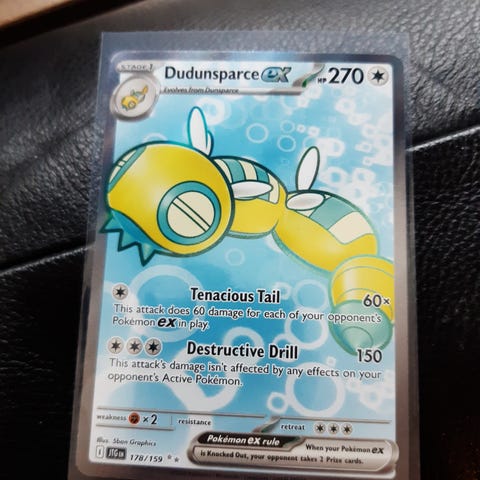 STAGE 1
Dudunsparce ex HP 270
Evolves from Dunsparce
Tenacious Tail 60×
This attack does 60 damage for each of your opponent's
Pokémon ex in play.
Destructive Drill 150
This attack's damage isn't affected by any effects on your
opponent's Active Pokémon.
weakness ×2 resistance retreat
Illus. 5ban Graphics
Pokémon ex rule When your Pokémon ex
is Knocked Out, your opponent takes 2 Prize cards.
I JTG EN 178/159